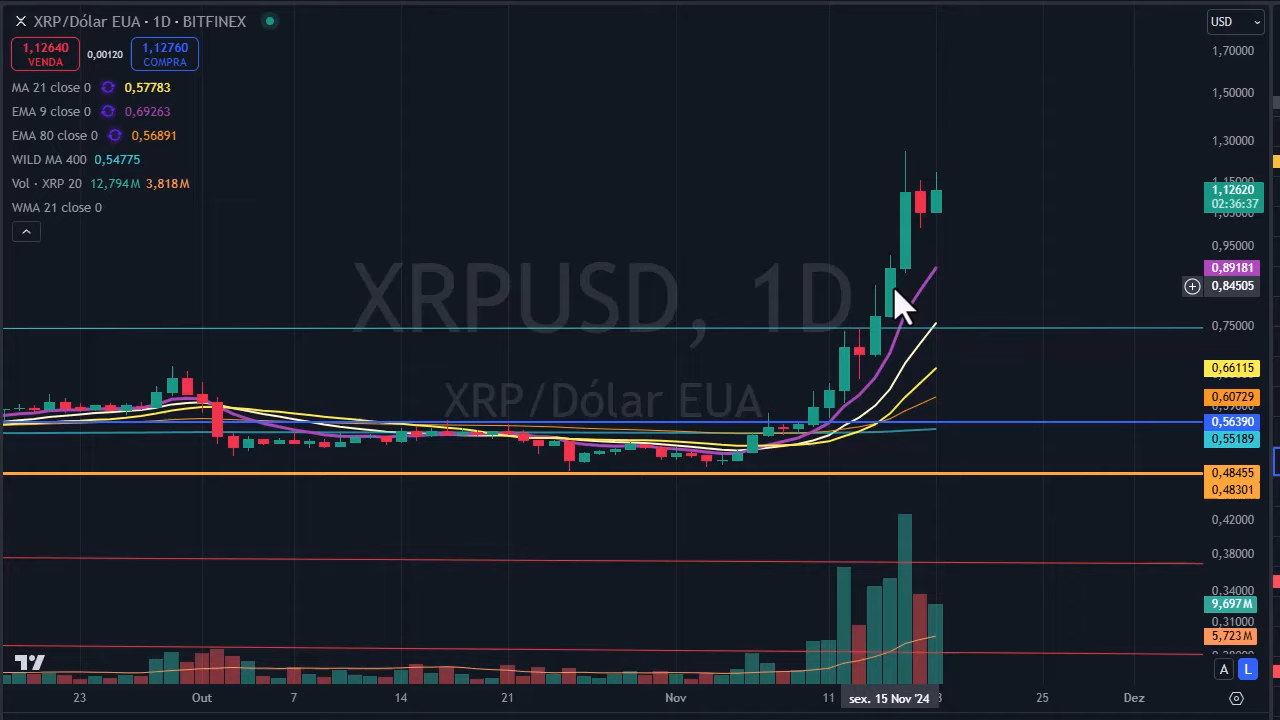 XRP/Dólar EUA · 1D · BITFINEX
USD
1,12640
VENDA
0,00120
1,12760
COMPRA
MA 21 close 0 0,57783
EMA 9 close 0 0,69263
EMA 80 close 0 0,56891
WILD MA 400 0,54775
Vol · XRP 20 12,794M 3,818M
WMA 21 close 0
XRPUSD, 1D
XRP/Dólar EUA
1,70000
1,50000
1,30000
1,12620
02:36:37
0,95000
0,89181
0,84505
0,75000
0,66115
0,60729
0,56390
0,55189
0,48455
0,48301
0,42000
0,38000
0,34000
9,697M
0,31000
5,723M
A L
23 Out 7 14 21 Nov 11 sex. 15 Nov '24 25 Dez